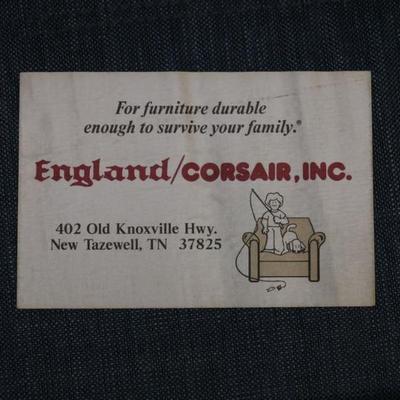 For furniture durable
enough to survive your family.®
England/CORSAIR, INC.
402 Old Knoxville Hwy.
New Tazewell, TN 37825